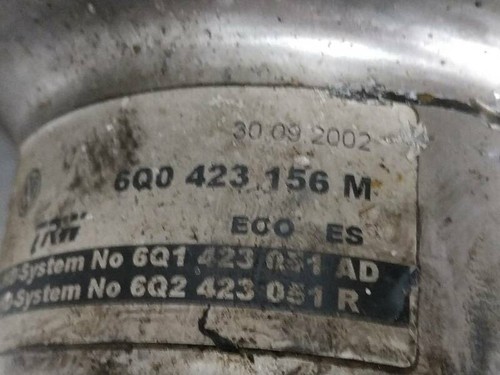 30.09.2002
6Q0 423 156 M
TRW ECO ES
-System No 6Q1 423 051 AD
-System No 6Q2 423 051 R